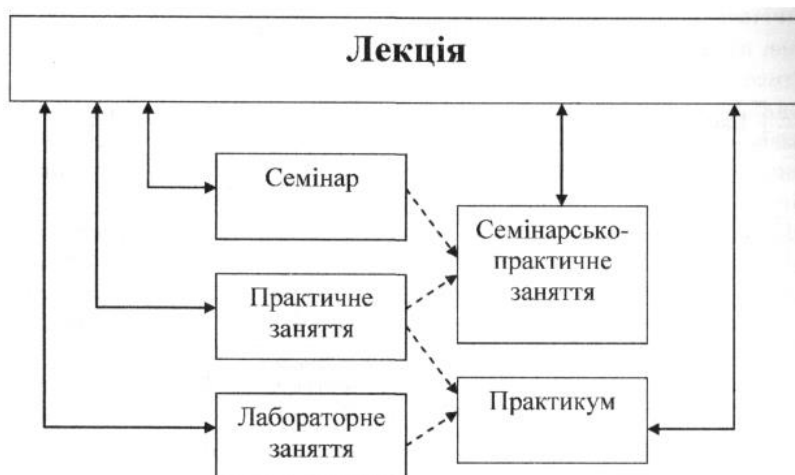 Лекція
Семінар
Семінарсько-
практичне
заняття
Практичне
заняття
Практикум
Лабораторне
заняття